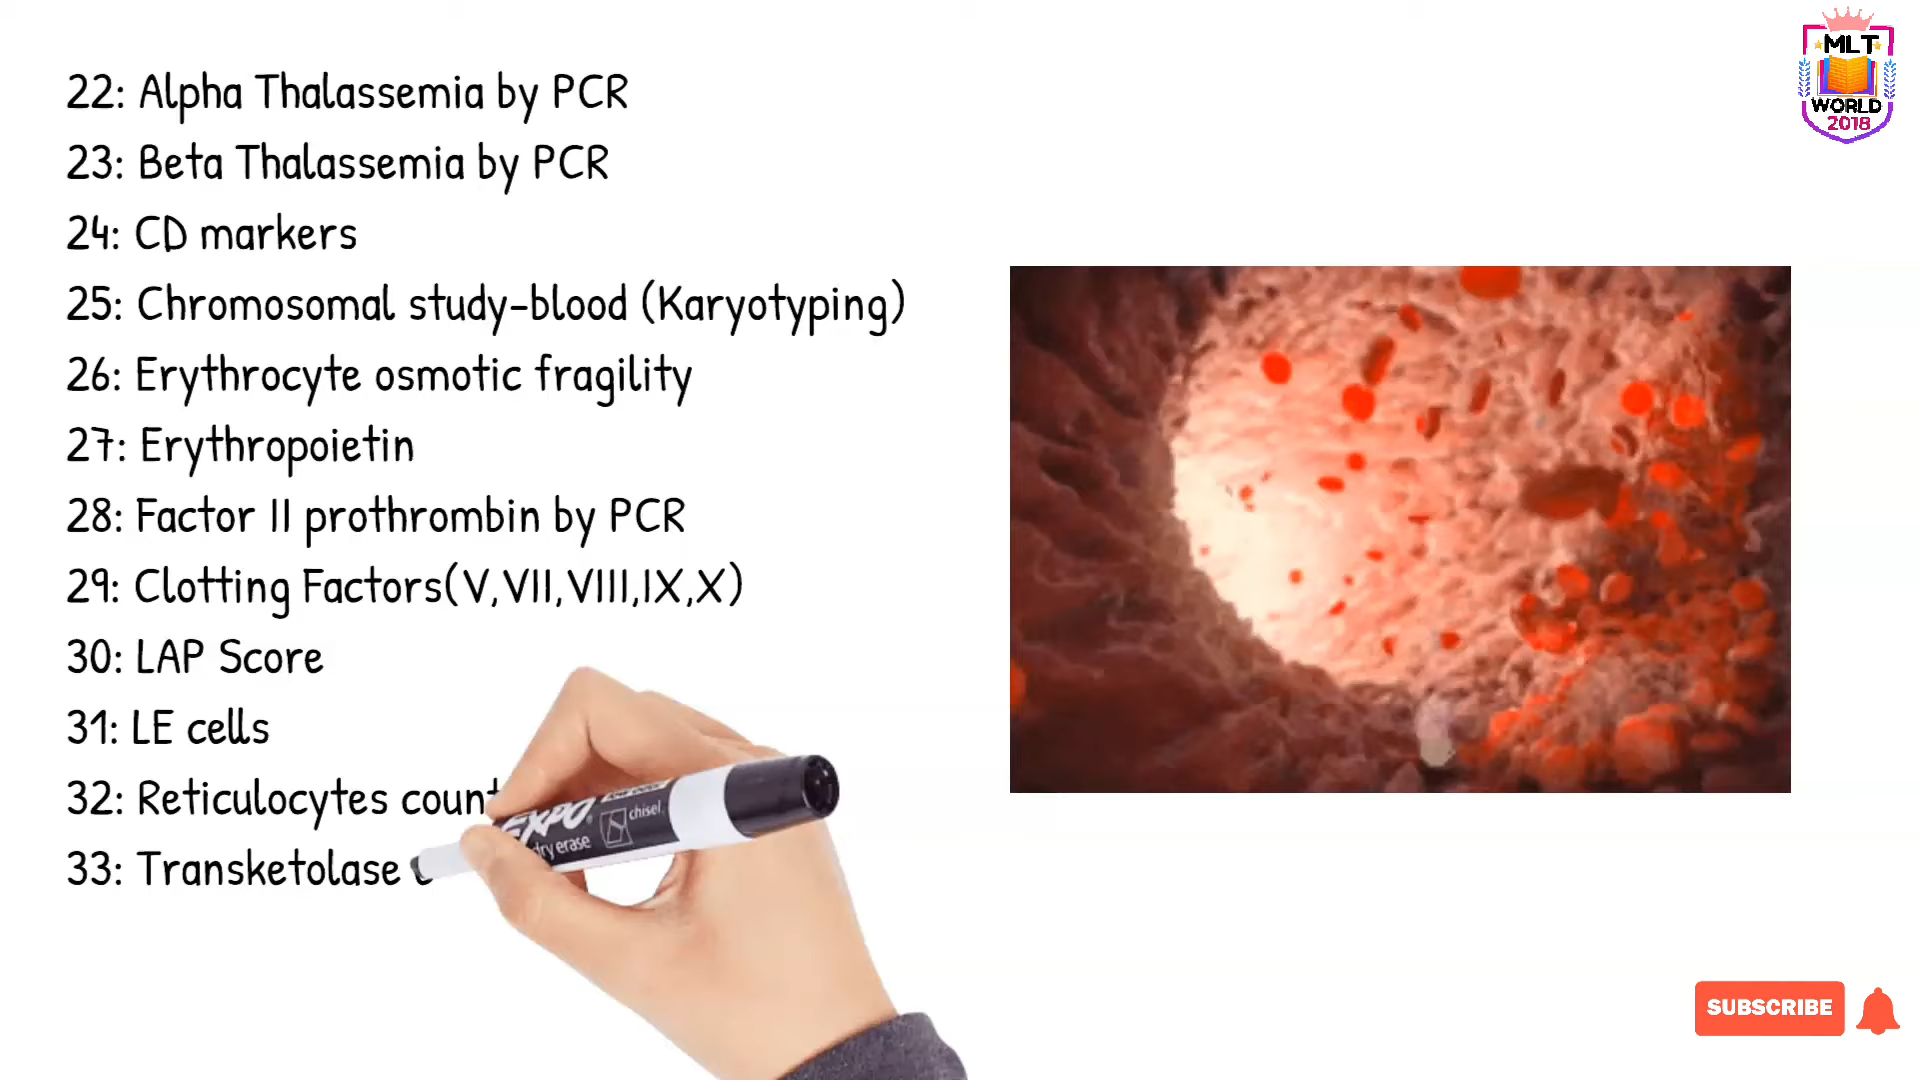 22: Alpha Thalassemia by PCR
23: Beta Thalassemia by PCR
24: CD markers
25: Chromosomal study-blood (Karyotyping)
26: Erythrocyte osmotic fragility
27: Erythropoietin
28: Factor II prothrombin by PCR
29: Clotting Factors(V,VII,VIII,IX,X)
30: LAP Score
31: LE cells
32: Reticulocytes count
33: Transketolase
EXPO
dry erase
chisel
MLT
WORLD
2018
SUBSCRIBE